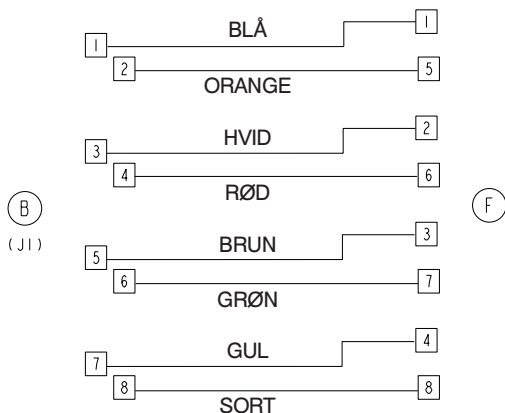 BLÅ 1
1
2 5
ORANGE
HVID 2
3
4 6
RØD
B F
(J1)
BRUN 3
5
6 7
GRØN
GUL 4
7
8 8
SORT